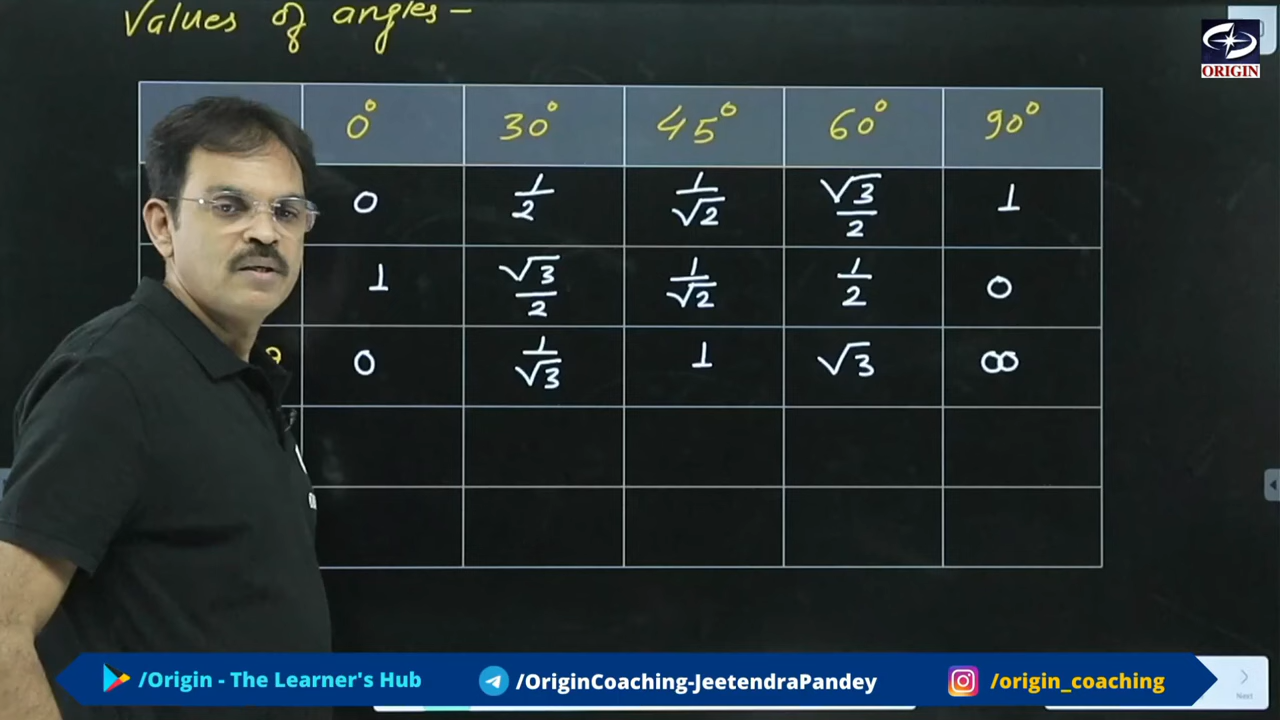 Values of angles –
ORIGIN
0° 30° 45° 60° 90°
0 1/2 1/√2 √3/2 1
1 √3/2 1/√2 1/2 0
0 1/√3 1 √3 ∞
/Origin - The Learner's Hub /OriginCoaching-JeetendraPandey /origin_coaching
Next